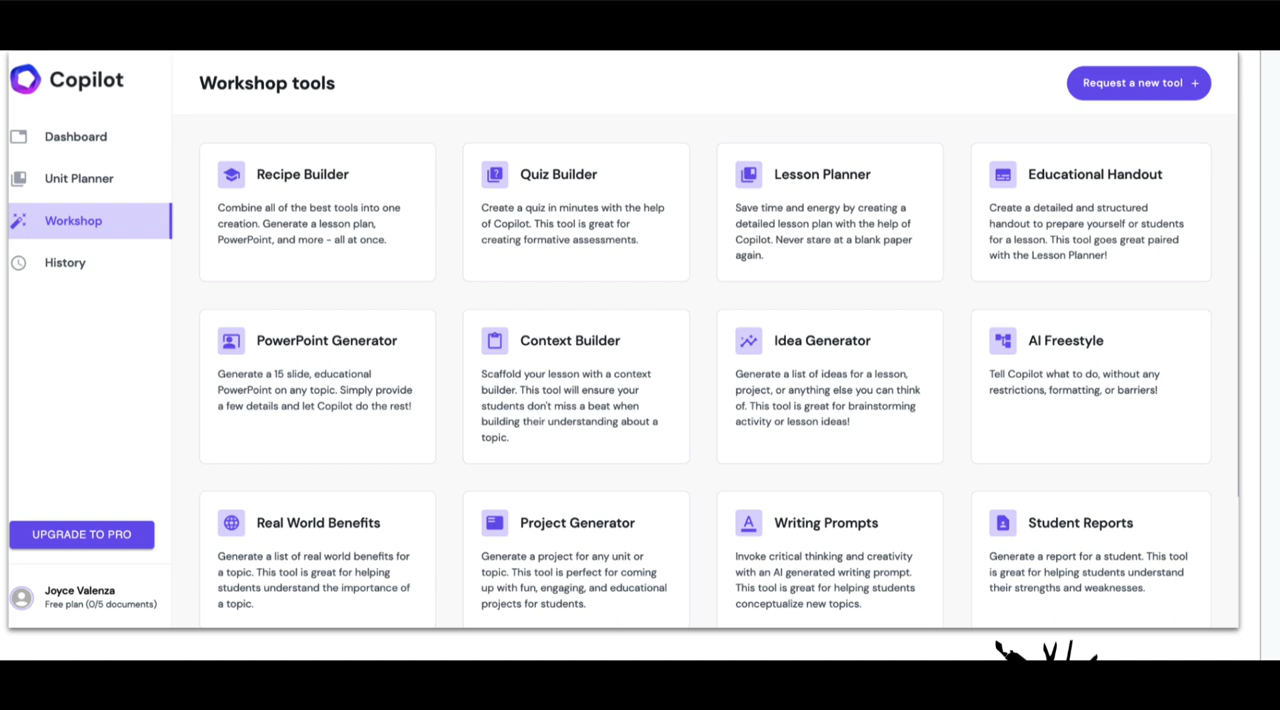 Copilot
Dashboard
Unit Planner
Workshop
History
UPGRADE TO PRO
Joyce Valenza
Free plan (0/5 documents)
Workshop tools
Request a new tool +
Recipe Builder
Combine all of the best tools into one
creation. Generate a lesson plan,
PowerPoint, and more - all at once.
Quiz Builder
Create a quiz in minutes with the help
of Copilot. This tool is great for
creating formative assessments.
Lesson Planner
Save time and energy by creating a
detailed lesson plan with the help of
Copilot. Never stare at a blank paper
again.
Educational Handout
Create a detailed and structured
handout to prepare yourself or students
for a lesson. This tool goes great paired
with the Lesson Planner!
PowerPoint Generator
Generate a 15 slide, educational
PowerPoint on any topic. Simply provide
a few details and let Copilot do the rest!
Context Builder
Scaffold your lesson with a context
builder. This tool will ensure your
students don't miss a beat when
building their understanding about a
topic.
Idea Generator
Generate a list of ideas for a lesson,
project, or anything else you can think
of. This tool is great for brainstorming
activity or lesson ideas!
AI Freestyle
Tell Copilot what to do, without any
restrictions, formatting, or barriers!
Real World Benefits
Generate a list of real world benefits for
a topic. This tool is great for helping
students understand the importance of
a topic.
Project Generator
Generate a project for any unit or
topic. This tool is perfect for coming
up with fun, engaging, and educational
projects for students.
Writing Prompts
Invoke critical thinking and creativity
with an AI generated writing prompt.
This tool is great for helping students
conceptualize new topics.
Student Reports
Generate a report for a student. This tool
is great for helping students understand
their strengths and weaknesses.